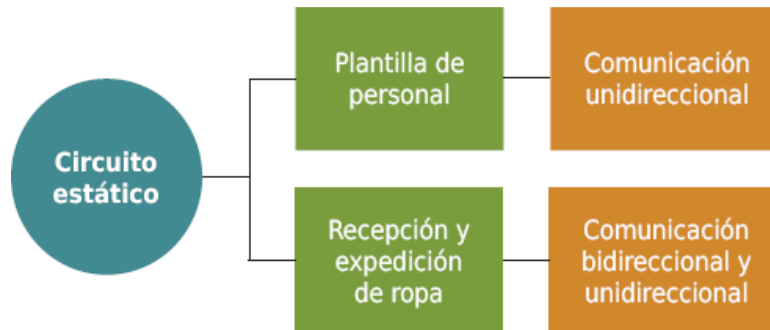 Circuito
estático
Plantilla de
personal
Comunicación
unidireccional
Recepción y
expedición
de ropa
Comunicación
bidireccional y
unidireccional